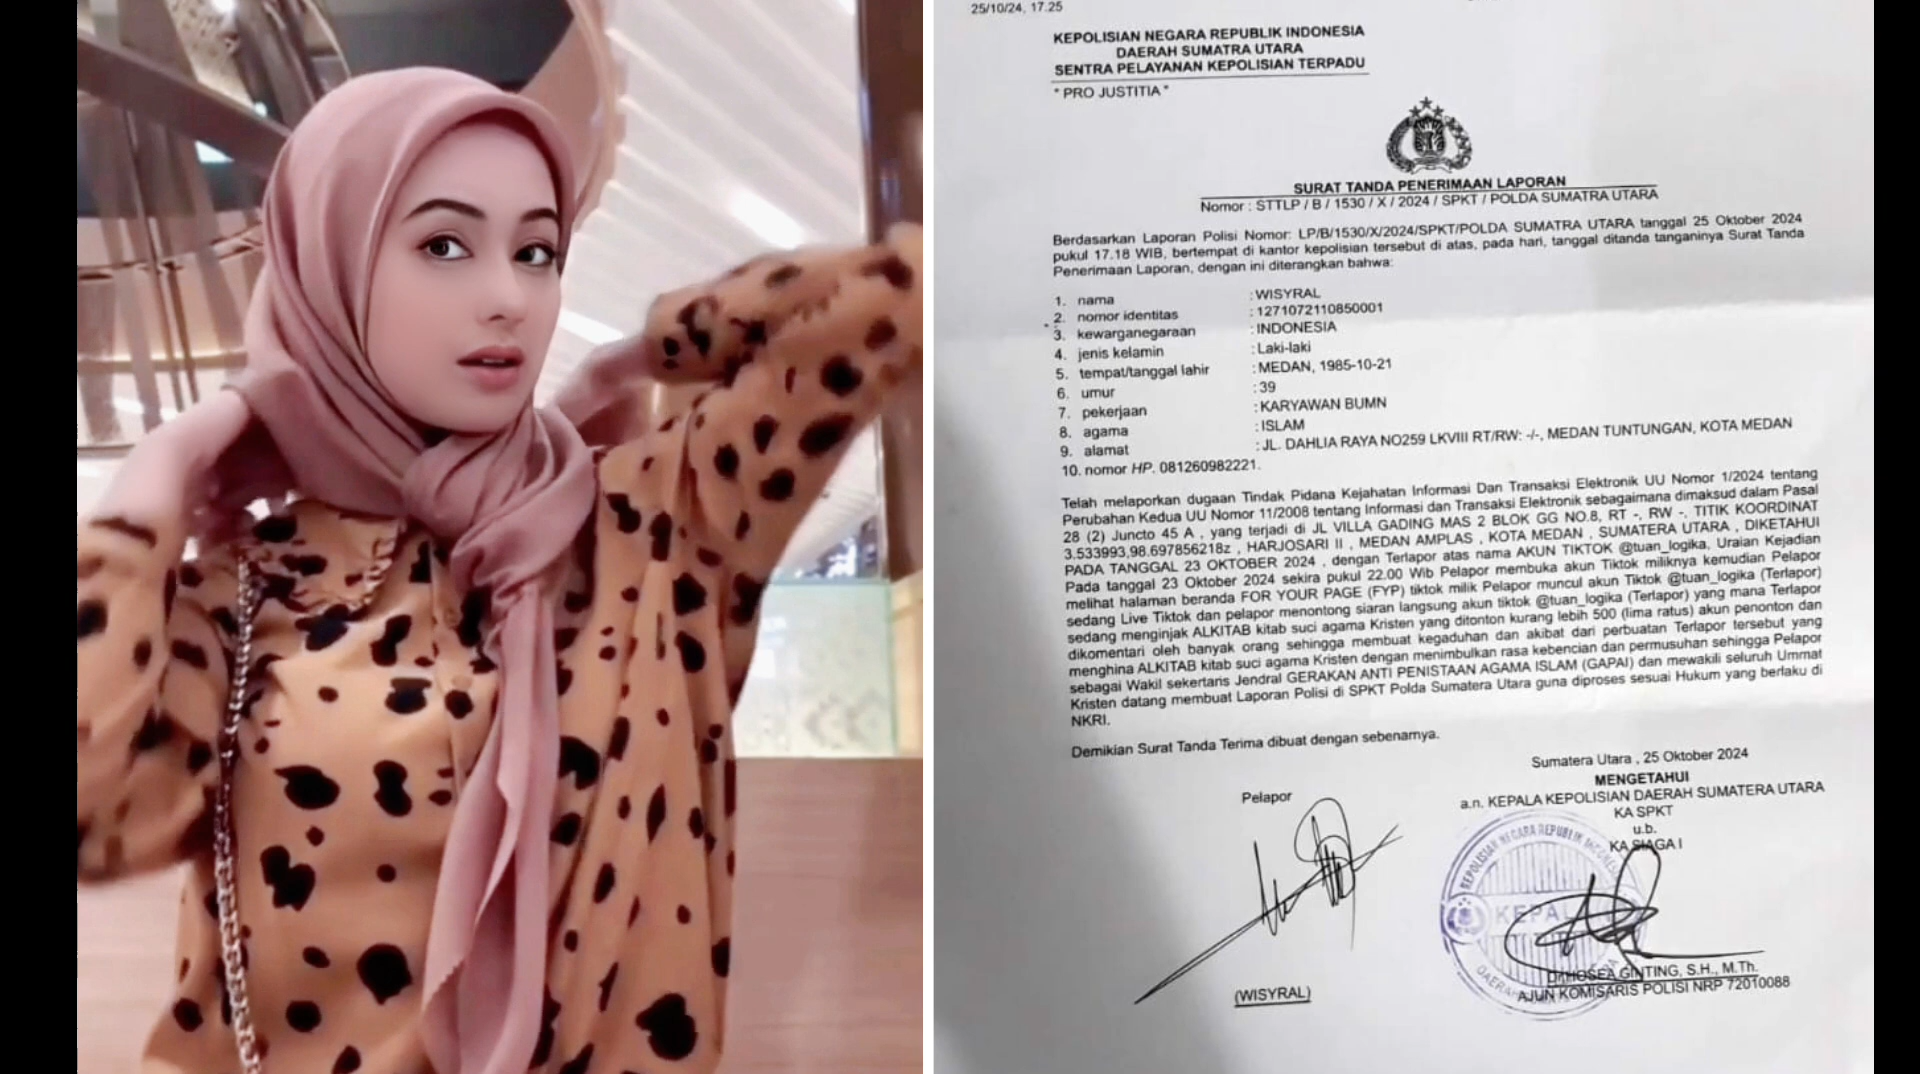 25/10/24, 17.25
KEPOLISIAN NEGARA REPUBLIK INDONESIA
DAERAH SUMATRA UTARA
SENTRA PELAYANAN KEPOLISIAN TERPADU
" PRO JUSTITIA "
SURAT TANDA PENERIMAAN LAPORAN
Nomor : STTLP / B / 1530 / X / 2024 / SPKT / POLDA SUMATRA UTARA
Berdasarkan Laporan Polisi Nomor: LP/B/1530/X/2024/SPKT/POLDA SUMATRA UTARA tanggal 25 Oktober 2024
pukul 17.18 WIB, bertempat di kantor kepolisian tersebut di atas, pada hari, tanggal ditanda tanganinya Surat Tanda
Penerimaan Laporan, dengan ini diterangkan bahwa:
1. nama : WISYRAL
2. nomor identitas : 1271072110850001
3. kewarganegaraan : INDONESIA
4. jenis kelamin : Laki-laki
5. tempat/tanggal lahir : MEDAN, 1985-10-21
6. umur : 39
7. pekerjaan : KARYAWAN BUMN
8. agama : ISLAM
9. alamat : JL. DAHLIA RAYA NO259 LKVIII RT/RW: -/-, MEDAN TUNTUNGAN, KOTA MEDAN
10. nomor HP. 081260982221.
Telah melaporkan dugaan Tindak Pidana Kejahatan Informasi Dan Transaksi Elektronik UU Nomor 1/2024 tentang
Perubahan Kedua UU Nomor 11/2008 tentang Informasi dan Transaksi Elektronik sebagaimana dimaksud dalam Pasal
28 (2) Juncto 45 A , yang terjadi di JL VILLA GADING MAS 2 BLOK GG NO.8, RT -, RW -, TITIK KOORDINAT
3.533993,98.697856218z , HARJOSARI II , MEDAN AMPLAS , KOTA MEDAN , SUMATERA UTARA , DIKETAHUI
PADA TANGGAL 23 OKTOBER 2024 , dengan Terlapor atas nama AKUN TIKTOK @tuan_logika, Uraian Kejadian
Pada tanggal 23 Oktober 2024 sekira pukul 22.00 Wib Pelapor membuka akun Tiktok miliknya kemudian Pelapor
melihat halaman beranda FOR YOUR PAGE (FYP) tiktok milik Pelapor muncul akun Tiktok @tuan_logika (Terlapor)
sedang Live Tiktok dan pelapor menontong siaran langsung akun tiktok @tuan_logika (Terlapor) yang mana Terlapor
sedang menginjak ALKITAB kitab suci agama Kristen yang ditonton kurang lebih 500 (lima ratus) akun penonton dan
dikomentari oleh banyak orang sehingga membuat kegaduhan dan akibat dari perbuatan Terlapor tersebut yang
menghina ALKITAB kitab suci agama Kristen dengan menimbulkan rasa kebencian dan permusuhan sehingga Pelapor
sebagai Wakil sekertans Jendral GERAKAN ANTI PENISTAAN AGAMA ISLAM (GAPAI) dan mewakili seluruh Ummat
Kristen datang membuat Laporan Polisi di SPKT Polda Sumatera Utara guna diproses sesuai Hukum yang berlaku di
NKRI.
Demikian Surat Tanda Terima dibuat dengan sebenarnya.
Sumatera Utara , 25 Oktober 2024
MENGETAHUI
Pelapor
a.n. KEPALA KEPOLISIAN DAERAH SUMATERA UTARA
KA SPKT
u.b.
KA SIAGA I
KEPALA
(WISYRAL)
GINTING, S.H., M.Th.
AJUN KOMISARIS POLISI NRP 72010088